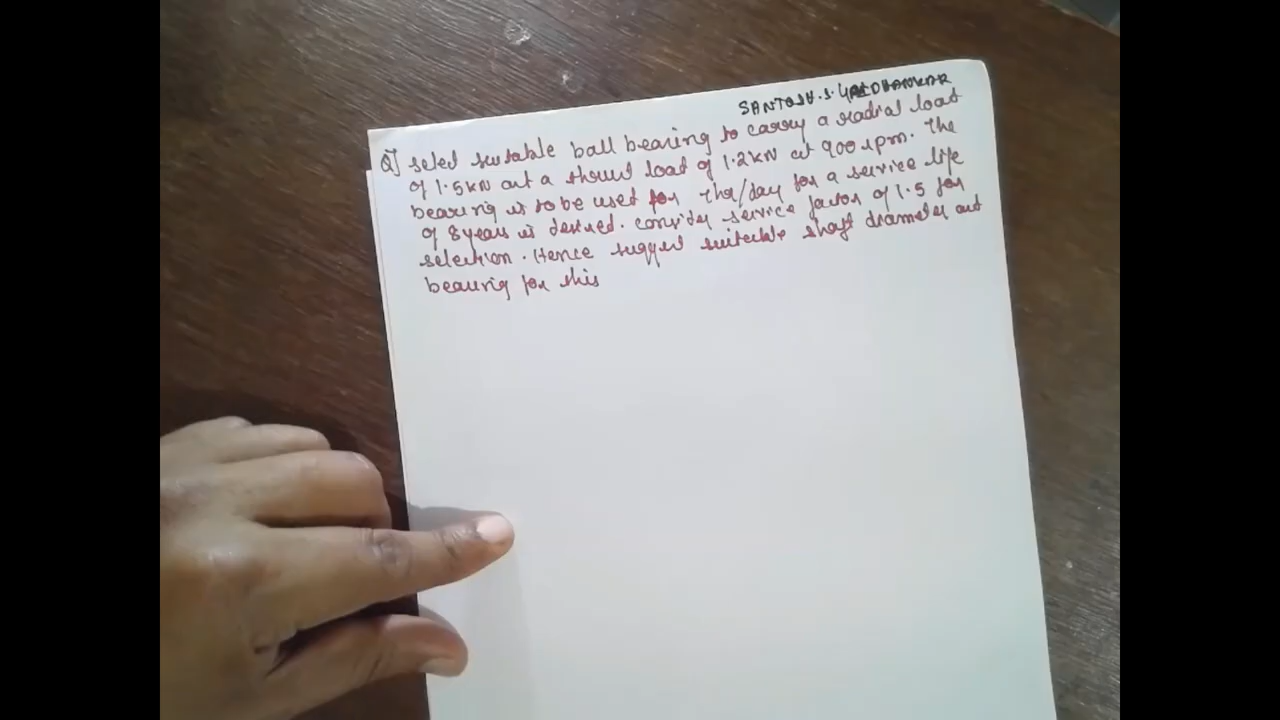 SANTOSH.S.
Q] select suitable ball bearing to carry a radial load
of 1.5kN and a thrust load of 1.2kN at 900 rpm. The
bearing is to be used for 7hr/day for a service life
of 8 years is desired. consider service factor of 1.5 for
selection. Hence suggest suitable shaft diameter and
bearing for this